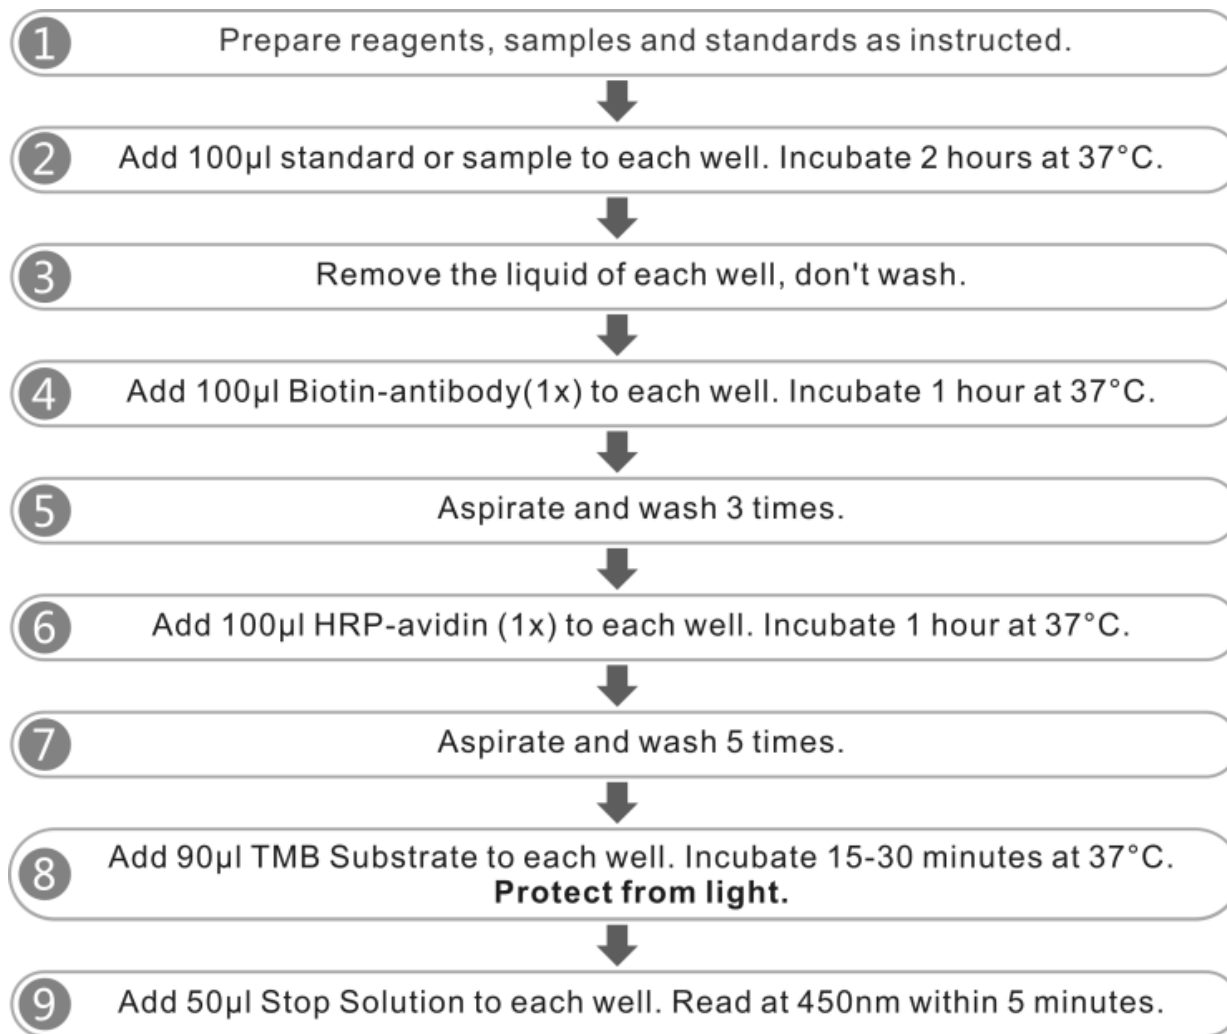 1 Prepare reagents, samples and standards as instructed.
2 Add 100µl standard or sample to each well. Incubate 2 hours at 37°C.
3 Remove the liquid of each well, don't wash.
4 Add 100µl Biotin-antibody(1x) to each well. Incubate 1 hour at 37°C.
5 Aspirate and wash 3 times.
6 Add 100µl HRP-avidin (1x) to each well. Incubate 1 hour at 37°C.
7 Aspirate and wash 5 times.
8 Add 90µl TMB Substrate to each well. Incubate 15-30 minutes at 37°C.
Protect from light.
9 Add 50µl Stop Solution to each well. Read at 450nm within 5 minutes.